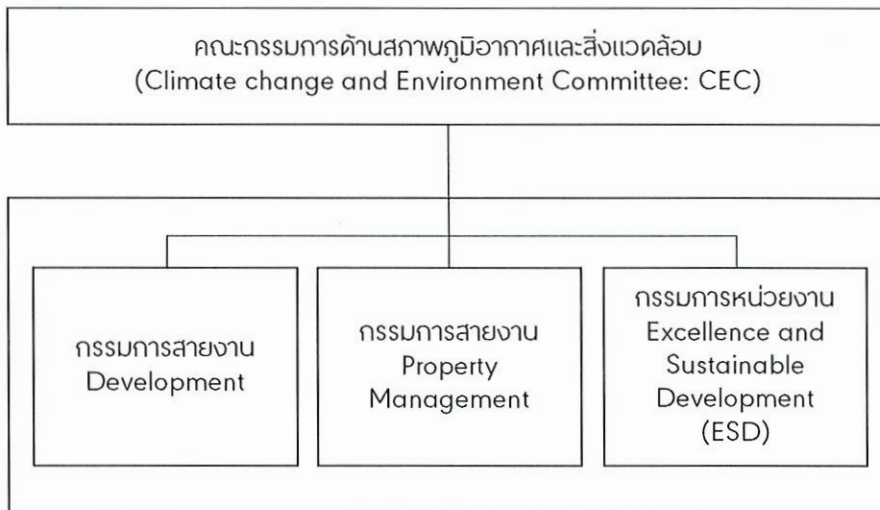 คณะกรรมการด้านสภาพภูมิอากาศและสิ่งแวดล้อม
(Climate change and Environment Committee: CEC)
กรรมการสายงาน
Development
กรรมการสายงาน
Property
Management
กรรมการหน่วยงาน
Excellence and
Sustainable
Development
(ESD)